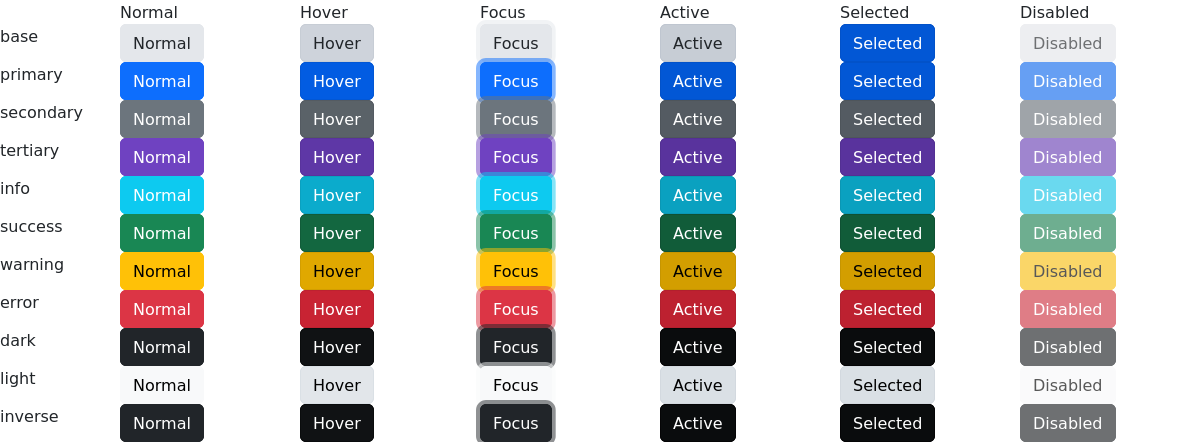 Normal Hover Focus Active Selected Disabled
base Normal Hover Focus Active Selected Disabled
primary Normal Hover Focus Active Selected Disabled
secondary Normal Hover Focus Active Selected Disabled
tertiary Normal Hover Focus Active Selected Disabled
info Normal Hover Focus Active Selected Disabled
success Normal Hover Focus Active Selected Disabled
warning Normal Hover Focus Active Selected Disabled
error Normal Hover Focus Active Selected Disabled
dark Normal Hover Focus Active Selected Disabled
light Normal Hover Focus Active Selected Disabled
inverse Normal Hover Focus Active Selected Disabled